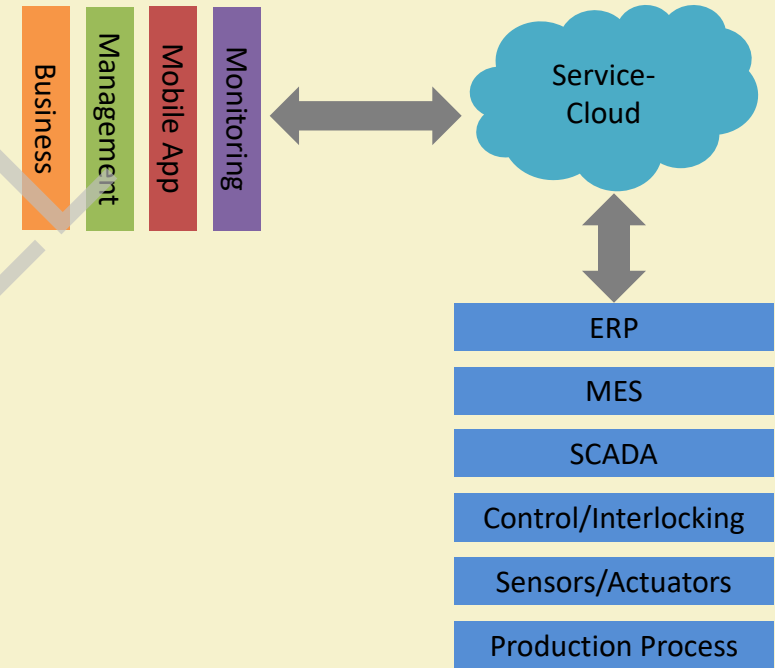 Business
Management
Mobile App
Monitoring
Service-
Cloud
ERP
MES
SCADA
Control/Interlocking
Sensors/Actuators
Production Process